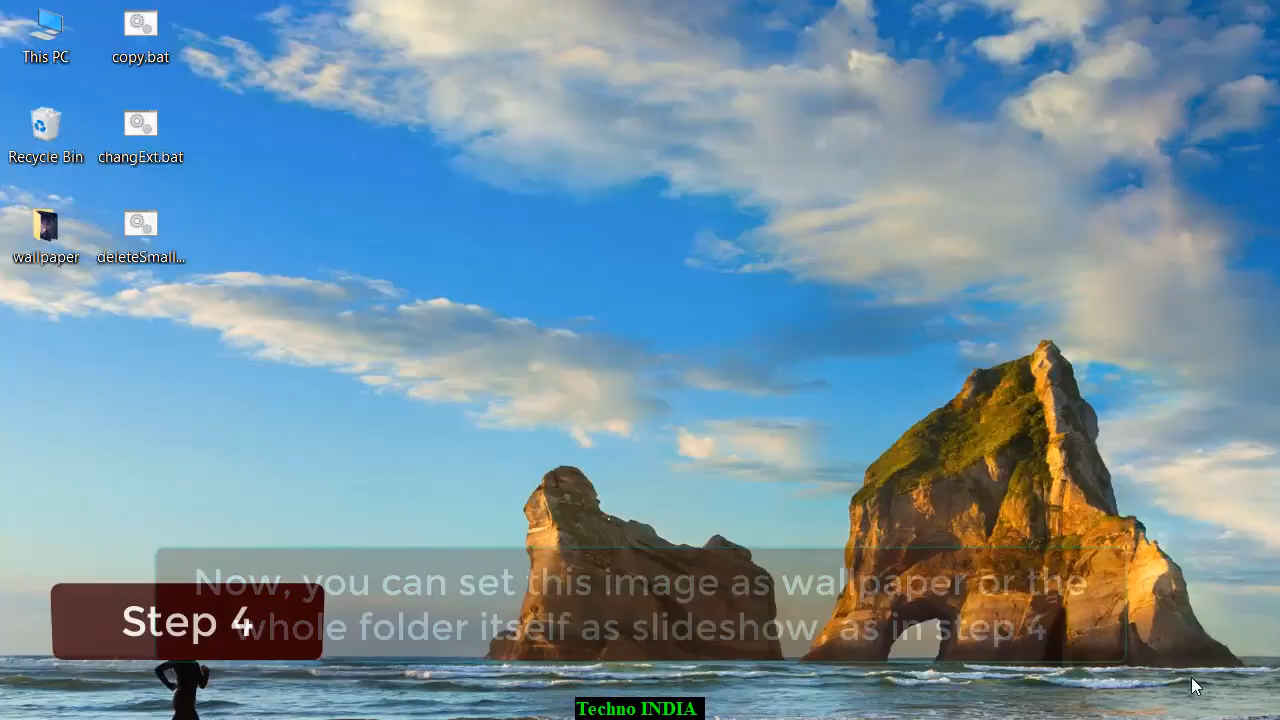 This PC
copy.bat
Recycle Bin
changExt.bat
wallpaper
deleteSmall...
Now, you can set this image as wallpaper or the
whole folder itself as slideshow, as in step 4
Step 4
Techno INDIA